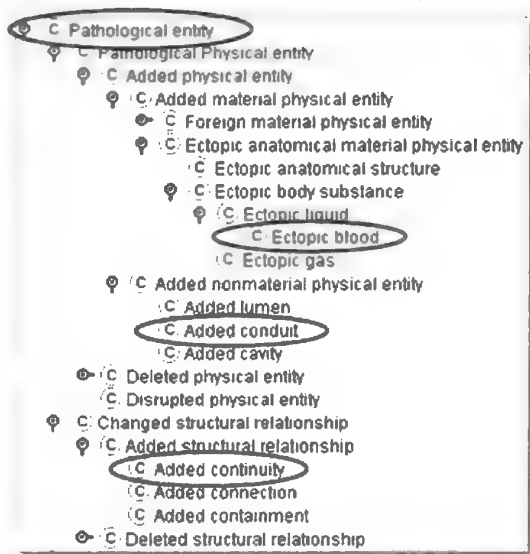 C Pathological entity
C Pathological Physical entity
C Added physical entity
C Added material physical entity
C Foreign material physical entity
C Ectopic anatomical material physical entity
C Ectopic anatomical structure
C Ectopic body substance
C Ectopic liquid
C Ectopic blood
C Ectopic gas
C Added nonmaterial physical entity
C Added lumen
C Added conduit
C Added cavity
C Deleted physical entity
C Disrupted physical entity
C Changed structural relationship
C Added structural relationship
C Added continuity
C Added connection
C Added containment
C Deleted structural relationship